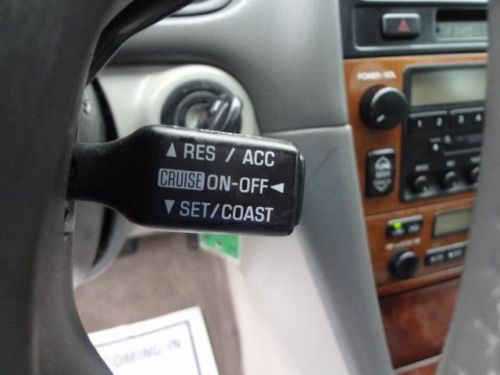 POWER - VOL
▲ RES / ACC
CRUISE ON-OFF ◄
▼ SET/COAST
COMING IN